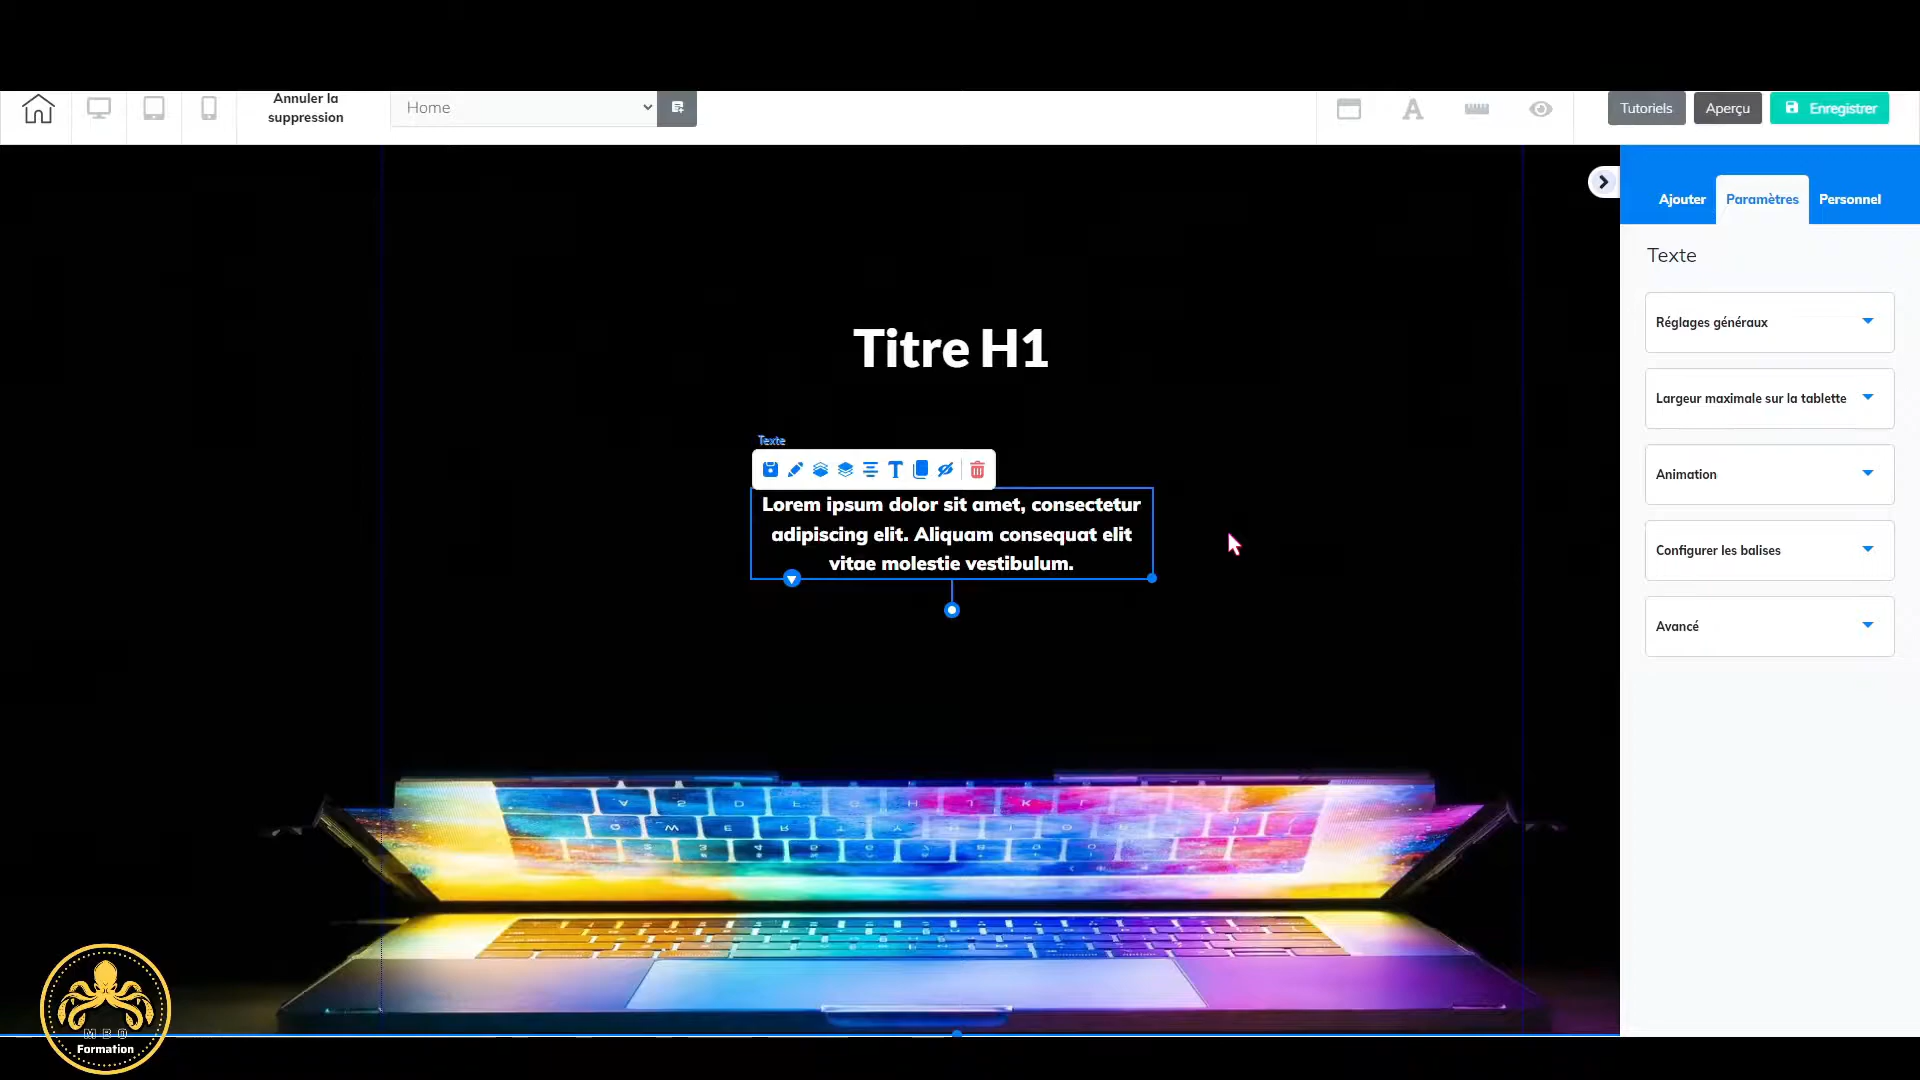 Annuler la
suppression
Home
Tutoriels
Aperçu
Enregistrer
Ajouter
Paramètres
Personnel
Texte
Réglages généraux
Largeur maximale sur la tablette
Animation
Configurer les balises
Avancé
Titre H1
Texte
Lorem ipsum dolor sit amet, consectetur
adipiscing elit. Aliquam consequat elit
vitae molestie vestibulum.
MBO
Formation